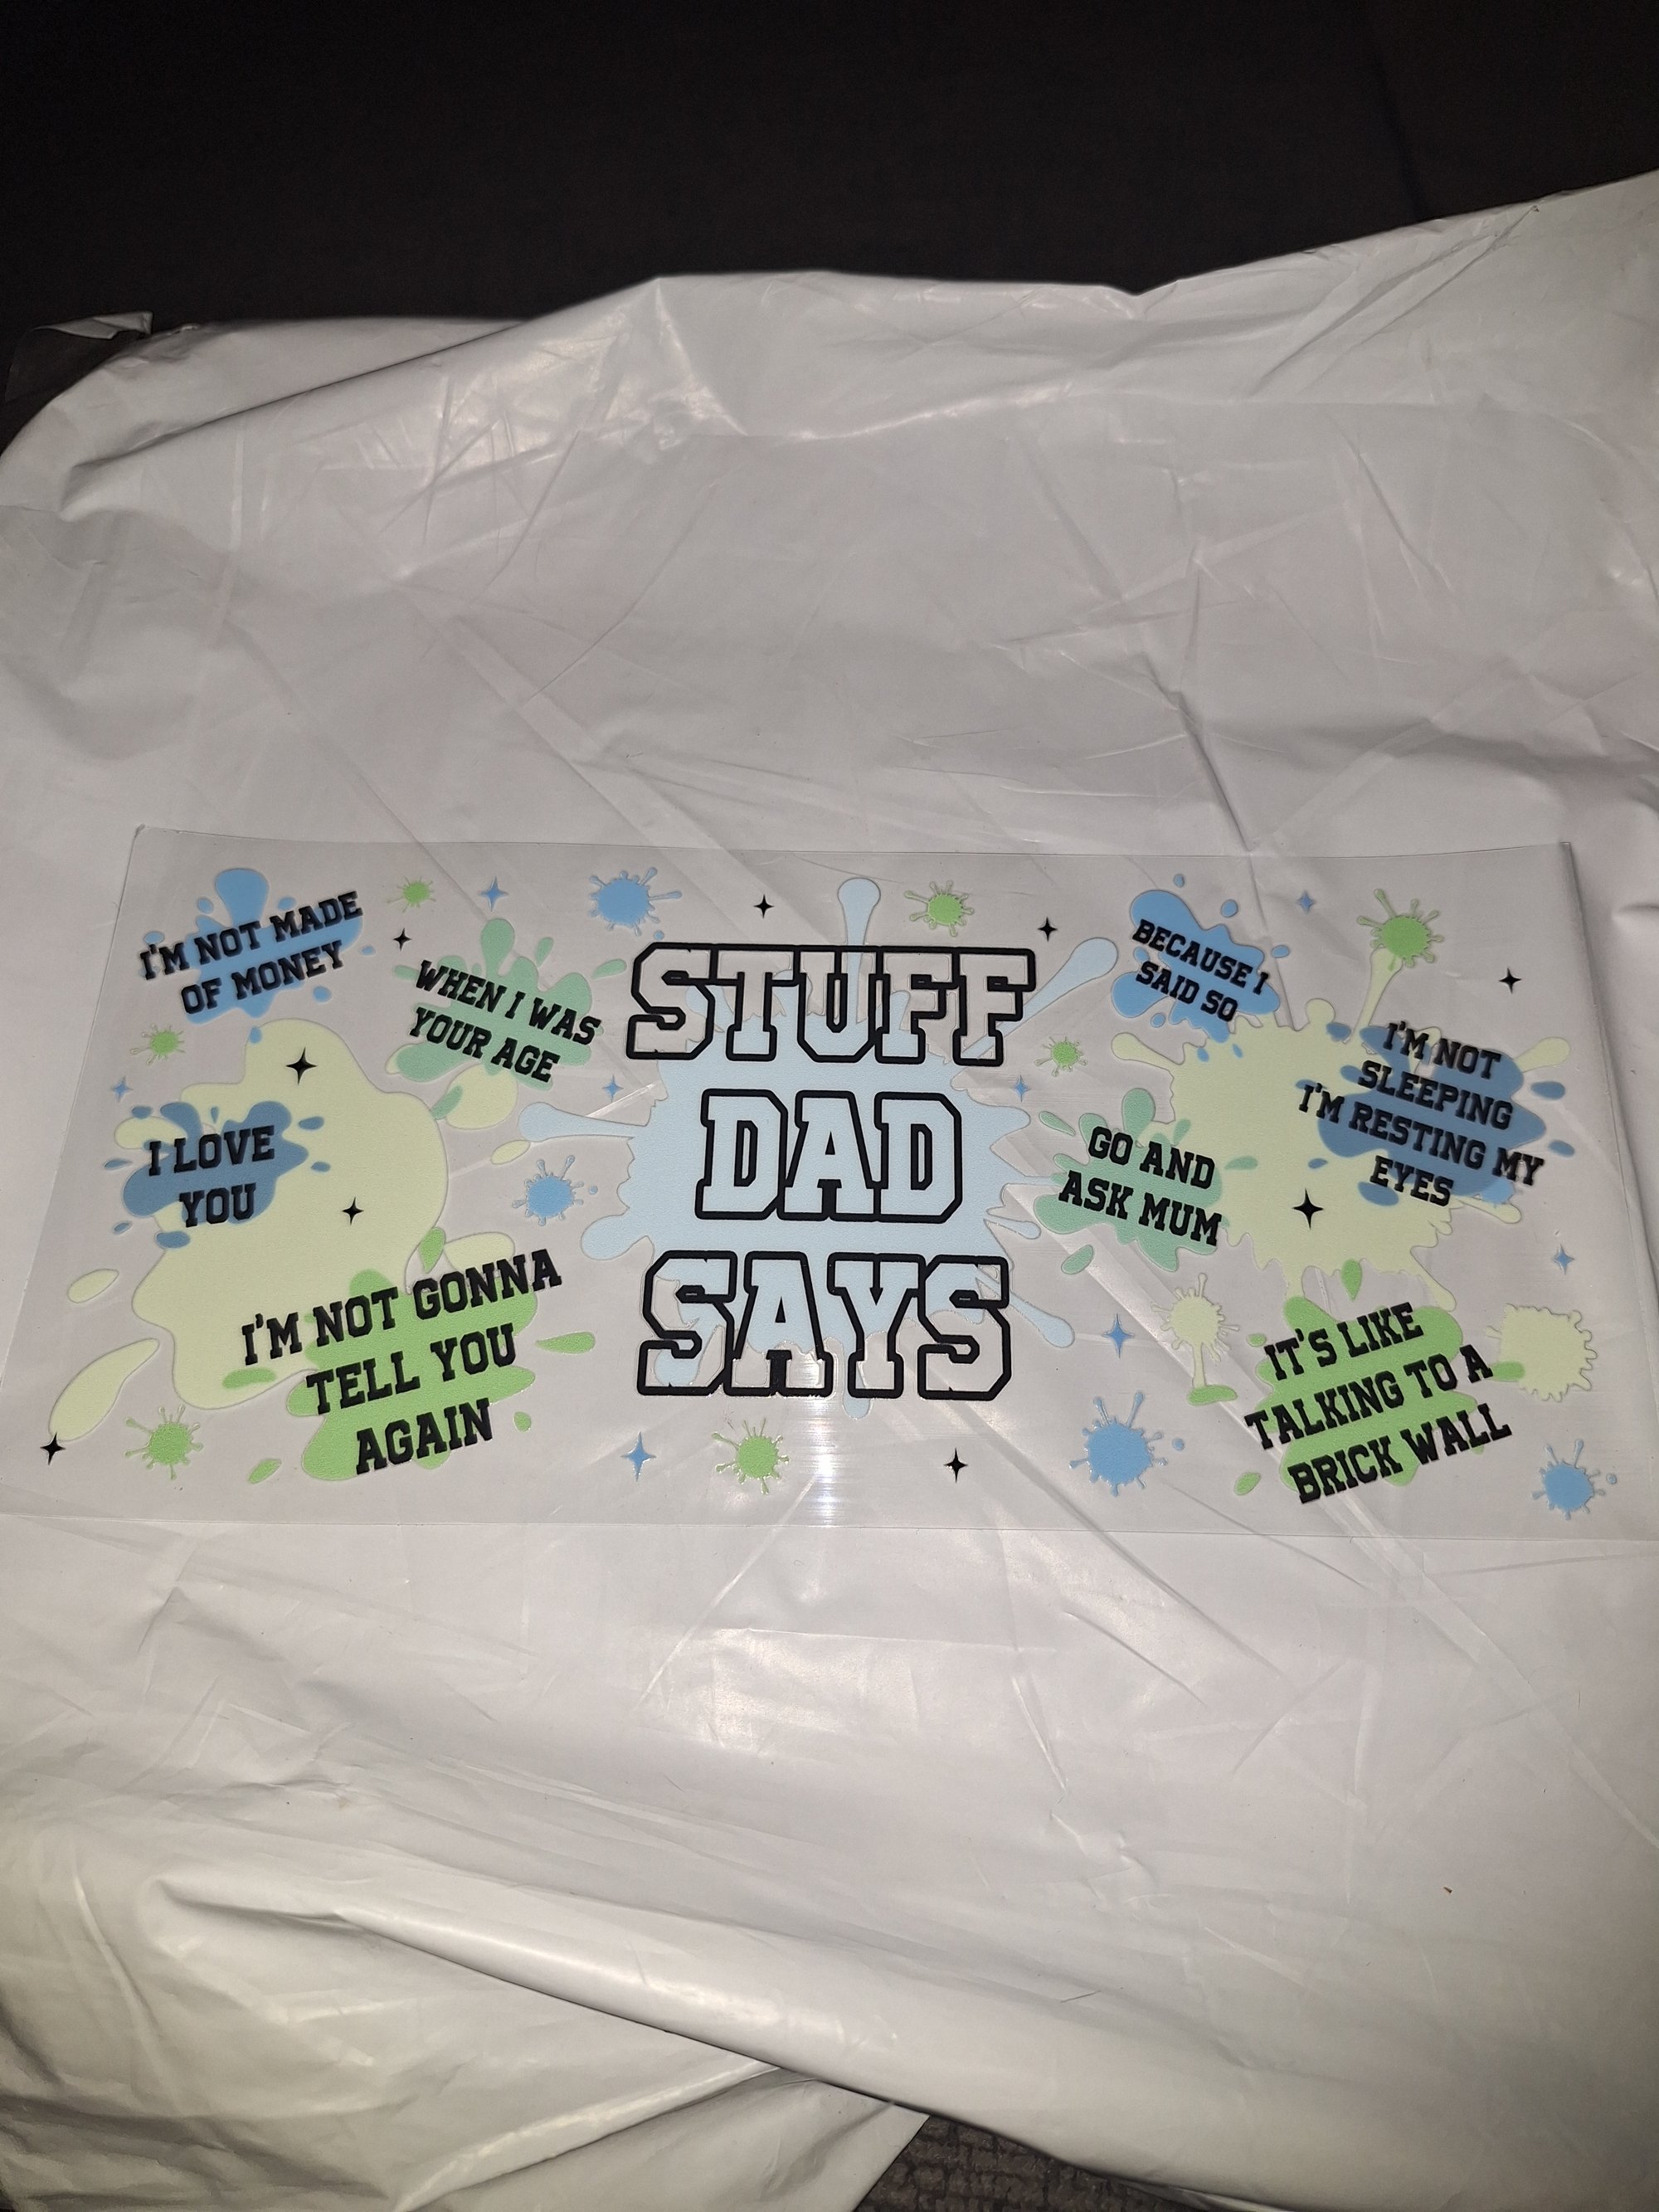 I'M NOT MADE
OF MONEY
WHEN I WAS
YOUR AGE
I LOVE
YOU
I'M NOT GONNA
TELL YOU
AGAIN
STUFF
DAD
SAYS
BECAUSE I
SAID SO
I'M NOT
SLEEPING
I'M RESTING MY
EYES
GO AND
ASK MUM
IT'S LIKE
TALKING TO A
BRICK WALL